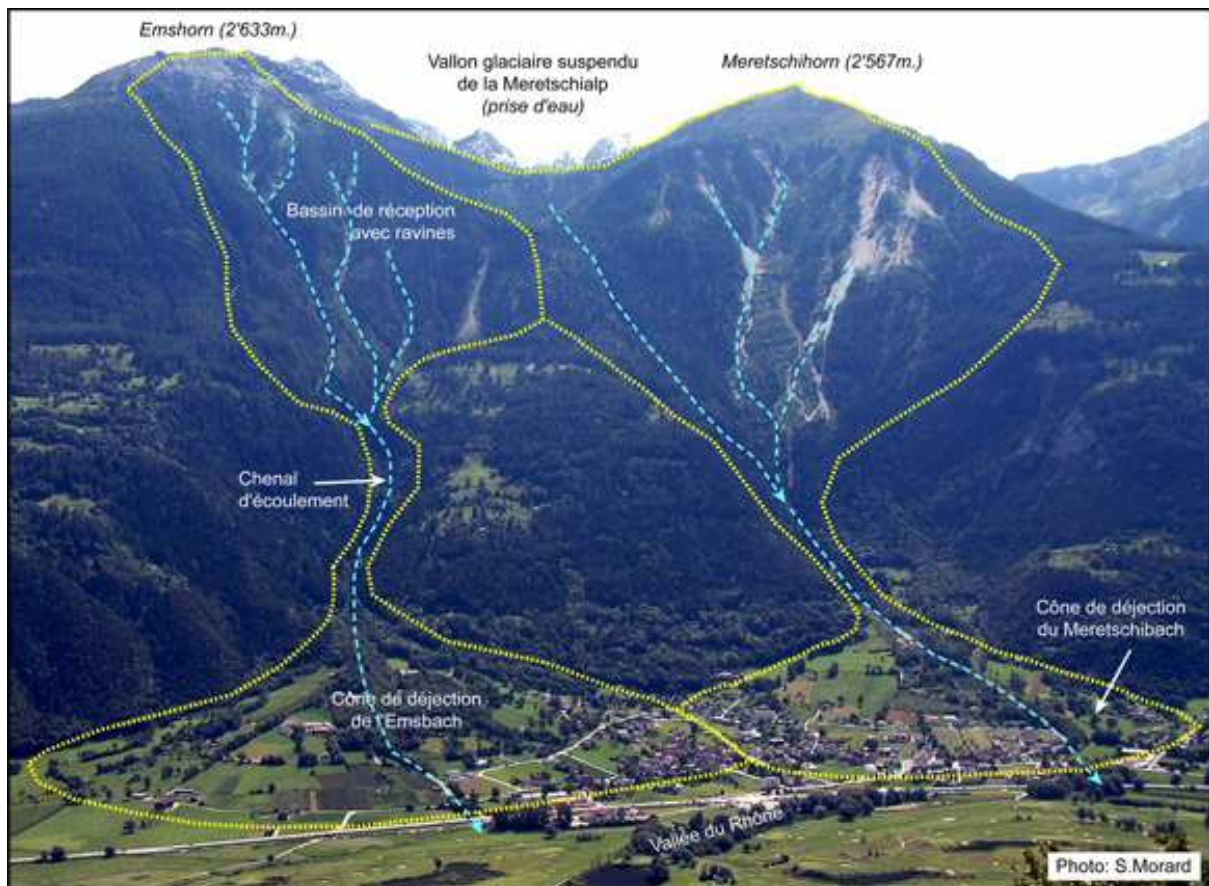 Emshorn (2'633m.)
Vallon glaciaire suspendu
de la Meretschialp
(prise d'eau)
Meretschihorn (2'567m.)
Bassin de réception
avec ravines
Chenal
d'écoulement
Cône de déjection
du Meretschibach
Cône de déjection
de l'Emsbach
Vallée du Rhône
Photo: S.Morard